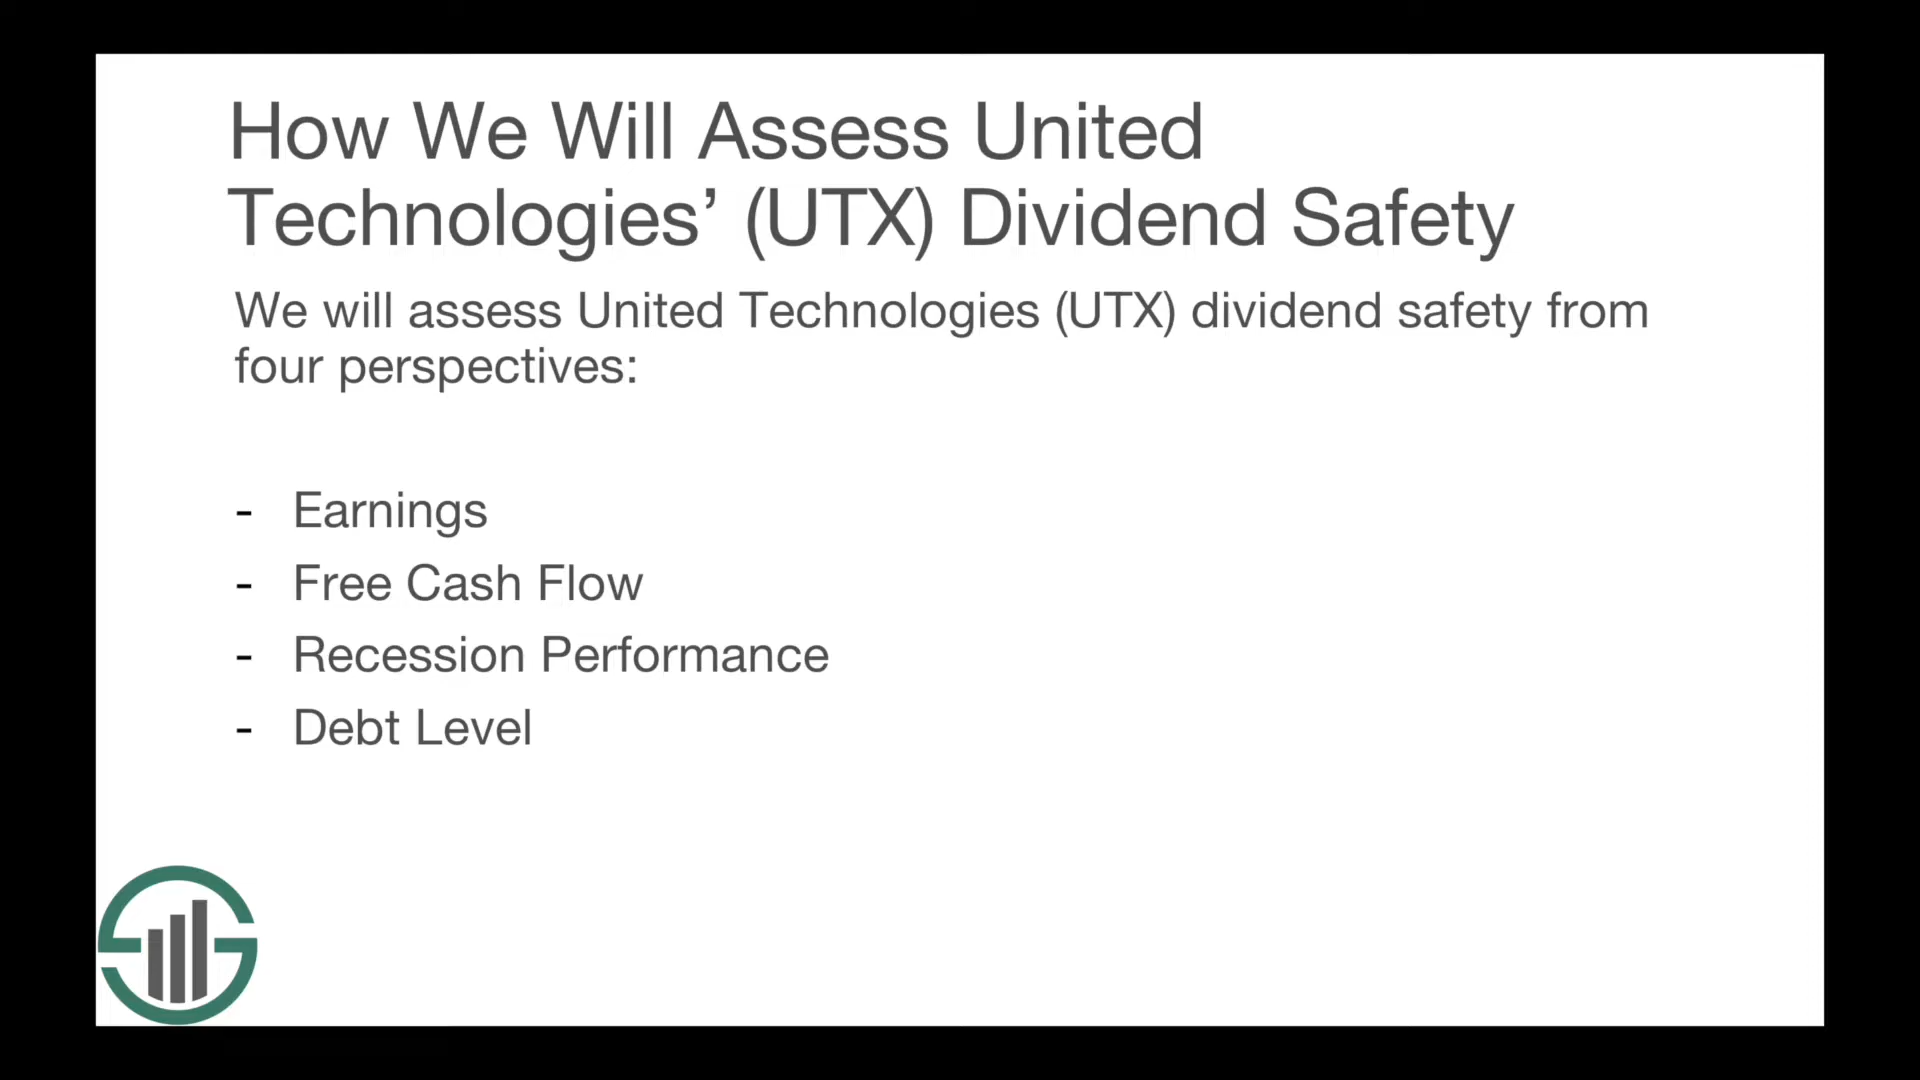 How We Will Assess United
Technologies’ (UTX) Dividend Safety
We will assess United Technologies (UTX) dividend safety from
four perspectives:
- Earnings
- Free Cash Flow
- Recession Performance
- Debt Level